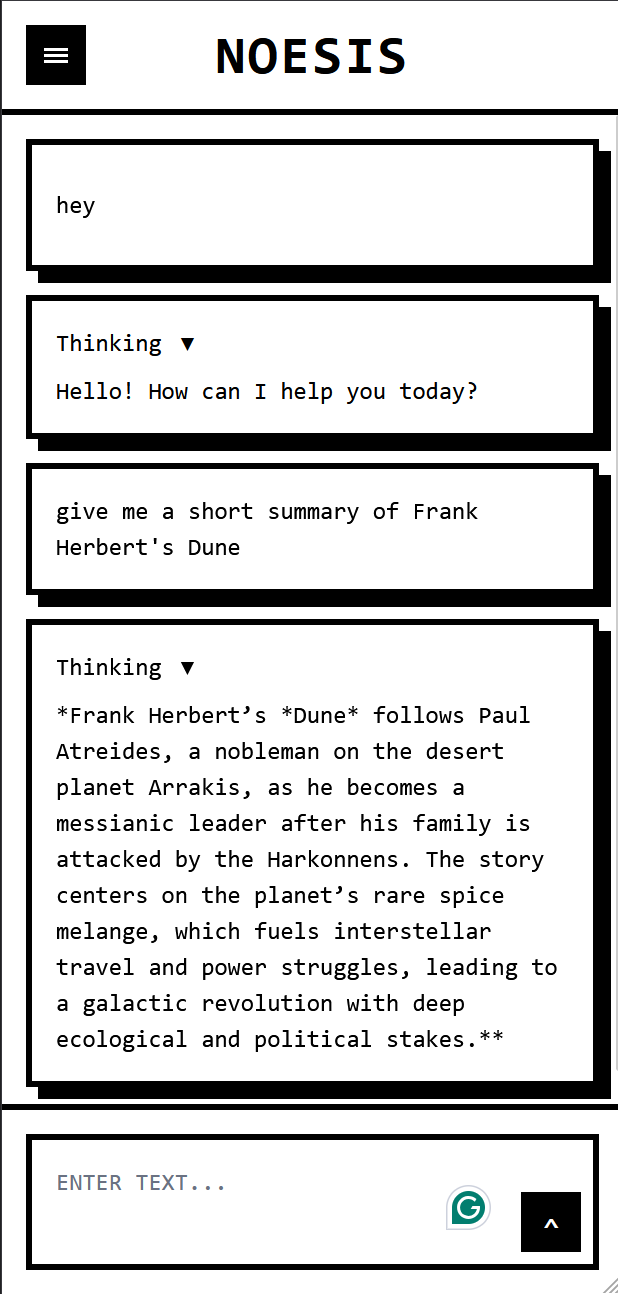 NOESIS
hey
Thinking ▼
Hello! How can I help you today?
give me a short summary of Frank
Herbert's Dune
Thinking ▼
*Frank Herbert’s *Dune* follows Paul
Atreides, a nobleman on the desert
planet Arrakis, as he becomes a
messianic leader after his family is
attacked by the Harkonnens. The story
centers on the planet’s rare spice
melange, which fuels interstellar
travel and power struggles, leading to
a galactic revolution with deep
ecological and political stakes.**
ENTER TEXT...
^